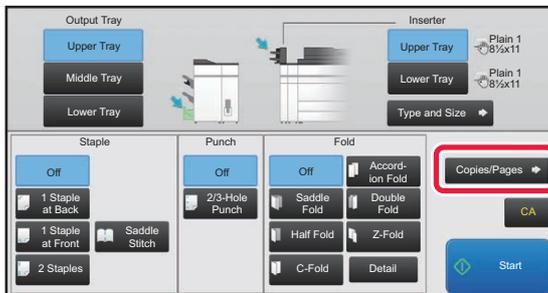 Output Tray
Upper Tray
Middle Tray
Lower Tray
Inserter
Upper Tray
Plain 1
8½x11
Lower Tray
Plain 1
8½x11
Type and Size
Staple
Off
1 Staple
at Back
1 Staple
at Front
Saddle
Stitch
2 Staples
Punch
Off
2/3-Hole
Punch
Fold
Off
Accord-
ion Fold
Saddle
Fold
Double
Fold
Half Fold
Z-Fold
C-Fold
Detail
Copies/Pages
CA
Start